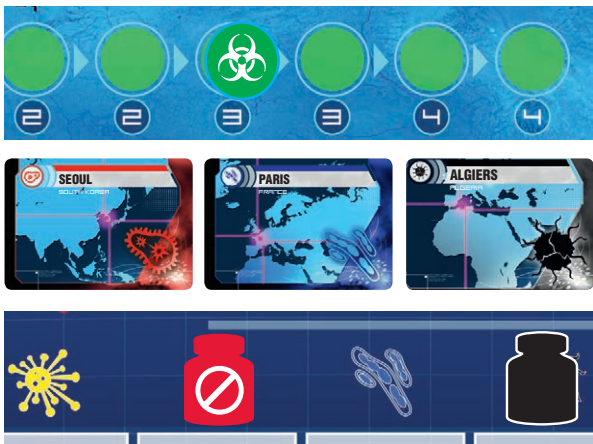 2 2 3 3 4 4
SEOUL
SOUTH KOREA
PARIS
FRANCE
ALGIERS
ALGERIA